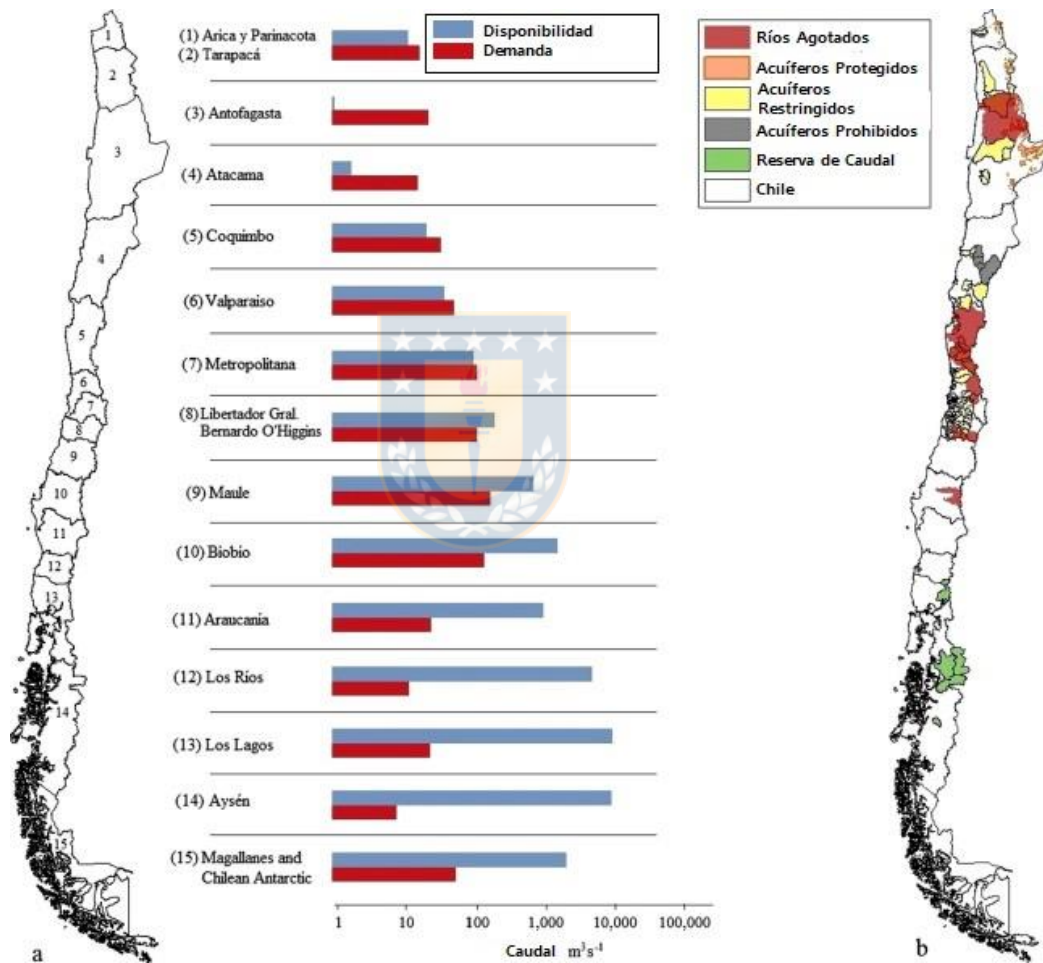 Disponibilidad
Demanda
(1) Arica y Parinacota
(2) Tarapacá
(3) Antofagasta
(4) Atacama
(5) Coquimbo
(6) Valparaiso
(7) Metropolitana
(8) Libertador Gral.
Bernardo O'Higgins
(9) Maule
(10) Biobio
(11) Araucania
(12) Los Ríos
(13) Los Lagos
(14) Aysén
(15) Magallanes and
Chilean Antarctic
1 10 100 1,000 10,000 100,000
Caudal m³s⁻¹
1
2
3
4
5
6
7
8
9
10
11
12
13
14
15
a
Ríos Agotados
Acuíferos Protegidos
Acuíferos
Restringidos
Acuíferos Prohibidos
Reserva de Caudal
Chile
b